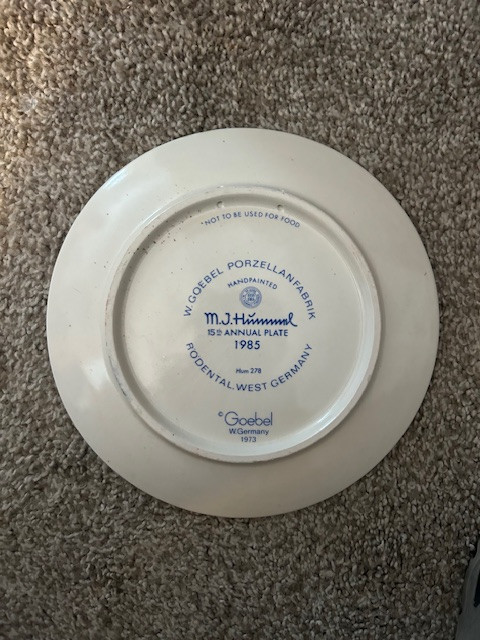 *NOT TO BE USED FOR FOOD
W. GOEBEL PORZELLANFABRIK
HANDPAINTED
M.J.Hummel
15th ANNUAL PLATE
1985
Hum 278
RÖDENTAL, WEST GERMANY
© Goebel
W.Germany
1973